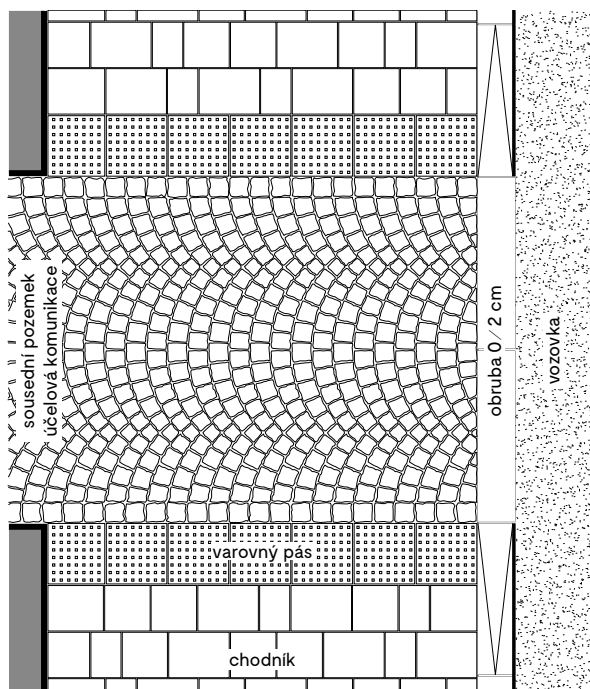 sousední pozemek
účelová komunikace
obruba 0 / 2 cm
vozovka
varovný pás
chodník